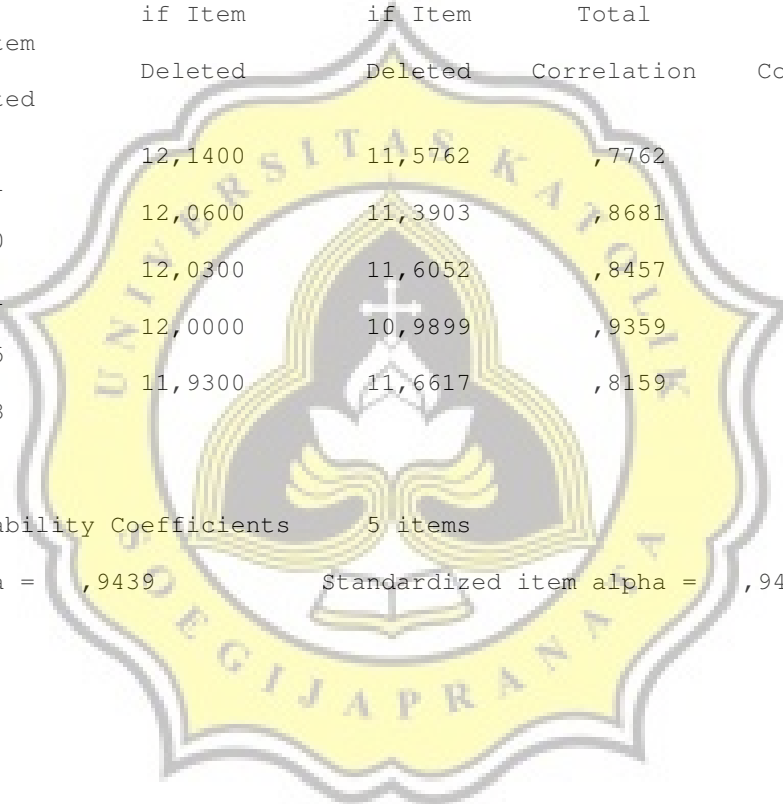 if Item if Item Total
Deleted Deleted Correlation
12,1400 11,5762 ,7762
12,0600 11,3903 ,8681
12,0300 11,6052 ,8457
12,0000 10,9899 ,9359
11,9300 11,6617 ,8159
Coefficients 5 items
= ,9439 Standardized item alpha =
UNIVERSITAS KATOLIK
SOEGIJAPRANATA